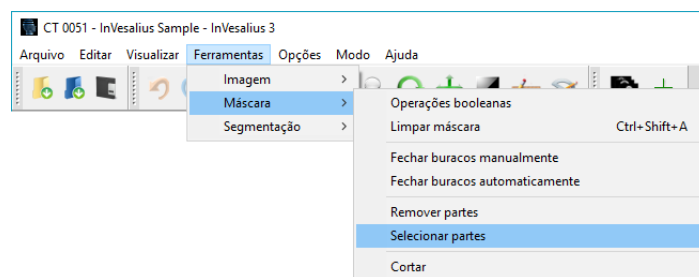 CT 0051 - InVesalius Sample - InVesalius 3
Arquivo Editar Visualizar Ferramentas Opções Modo Ajuda
Imagem >
Máscara >
Segmentação >
Operações booleanas
Limpar máscara Ctrl+Shift+A
Fechar buracos manualmente
Fechar buracos automaticamente
Remover partes
Selecionar partes
Cortar